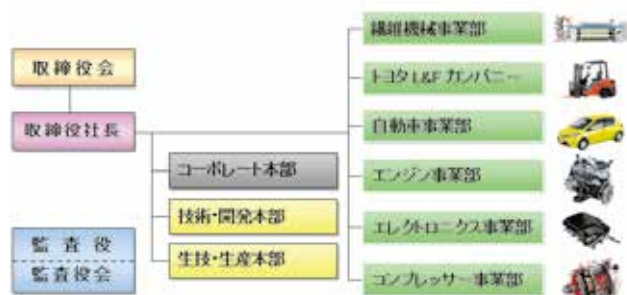 取締役会
取締役社長
コーポレート本部
技術・開発本部
生技・生産本部
監査役
監査役会
繊維機械事業部
トヨタL&Fカンパニー
自動車事業部
エンジン事業部
エレクトロニクス事業部
コンプレッサー事業部